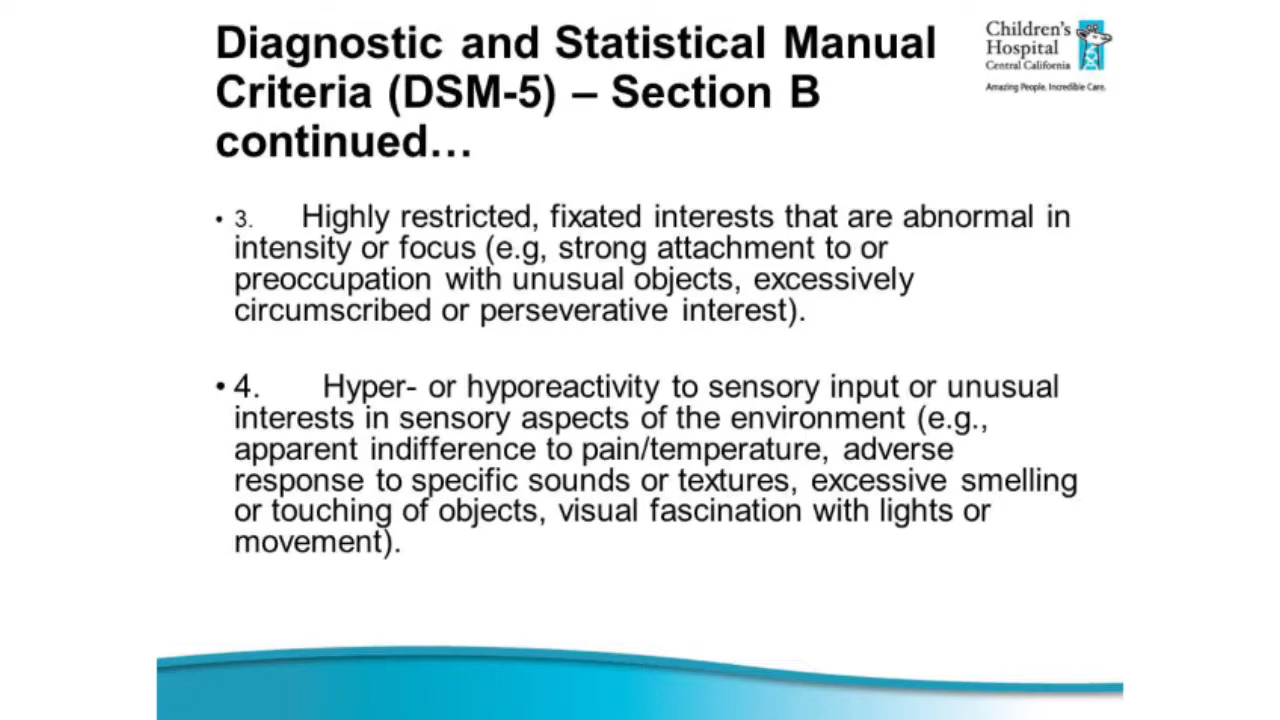 Diagnostic and Statistical Manual
Criteria (DSM-5) – Section B
continued…
Children's
Hospital
Central California
Amazing People. Incredible Care.
• 3. Highly restricted, fixated interests that are abnormal in
intensity or focus (e.g, strong attachment to or
preoccupation with unusual objects, excessively
circumscribed or perseverative interest).
• 4. Hyper- or hyporeactivity to sensory input or unusual
interests in sensory aspects of the environment (e.g.,
apparent indifference to pain/temperature, adverse
response to specific sounds or textures, excessive smelling
or touching of objects, visual fascination with lights or
movement).